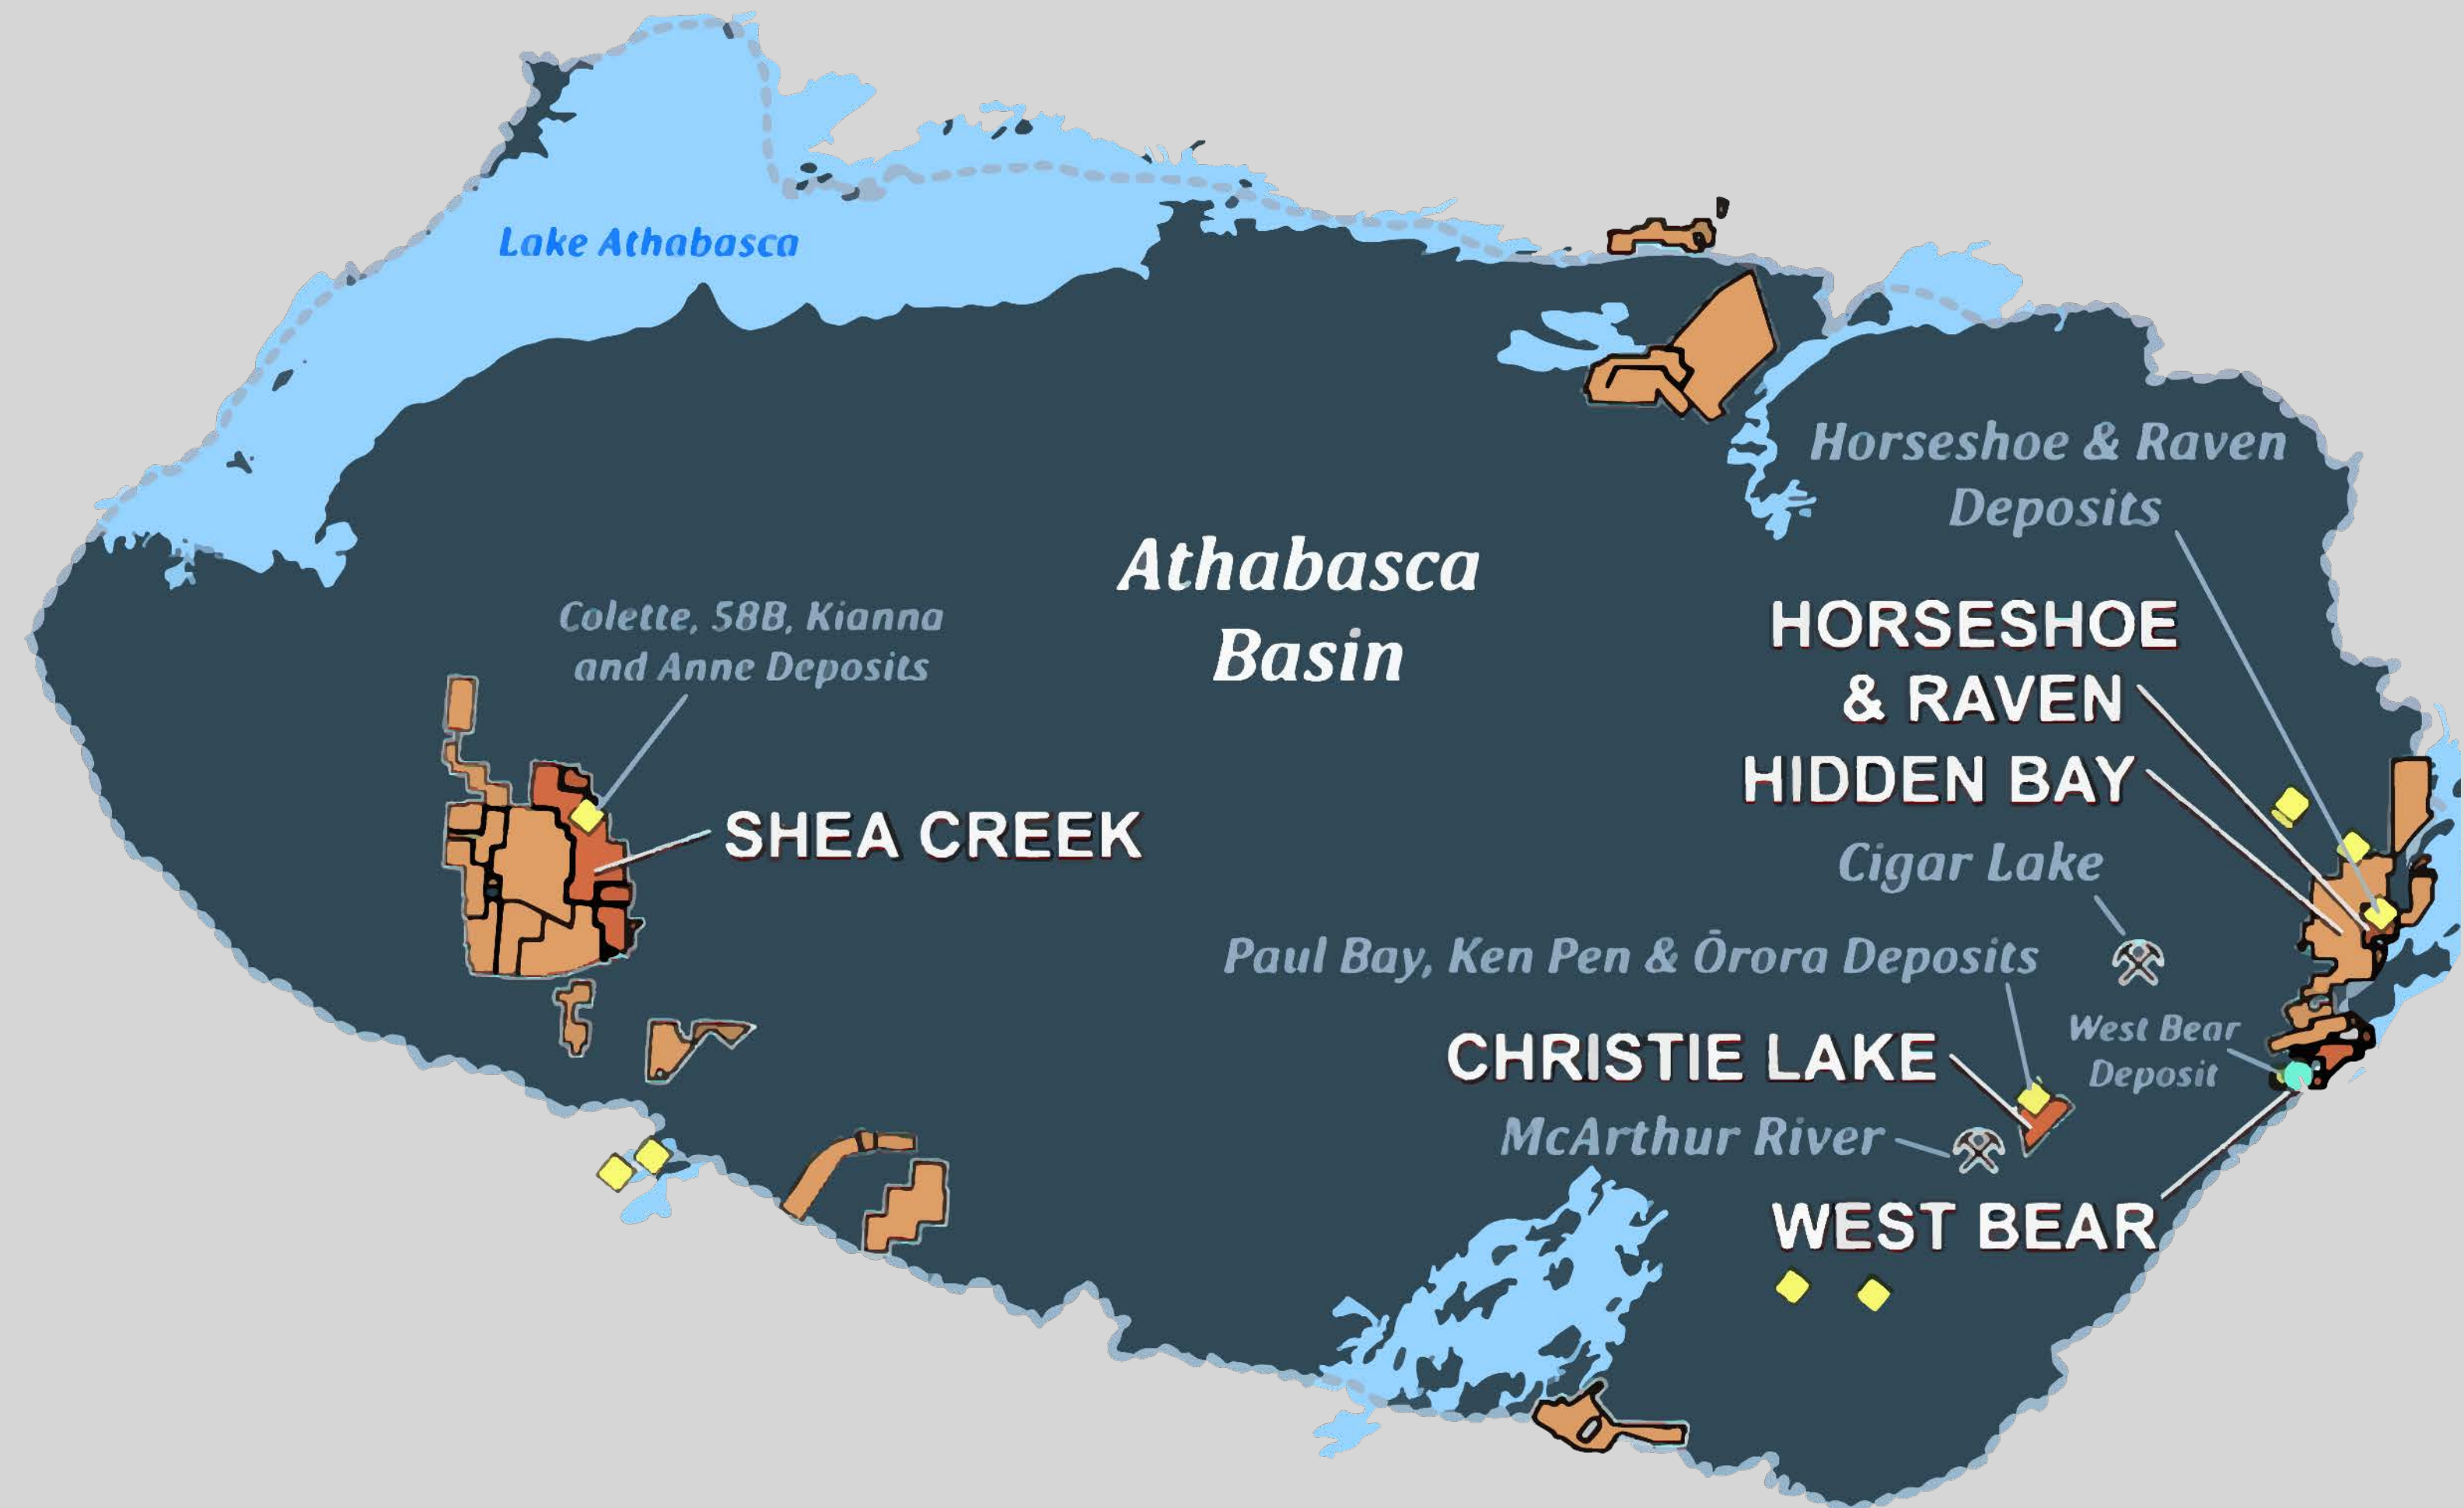 Lake Athabasca
Horseshoe & Raven
Deposits
Athabasca
Basin
Colette, 58B, Kianna
and Anne Deposits
HORSESHOE
& RAVEN
HIDDEN BAY
SHEA CREEK
Cigar Lake
Paul Bay, Ken Pen & Ōrora Deposits
West Bear
Deposit
CHRISTIE LAKE
McArthur River
WEST BEAR